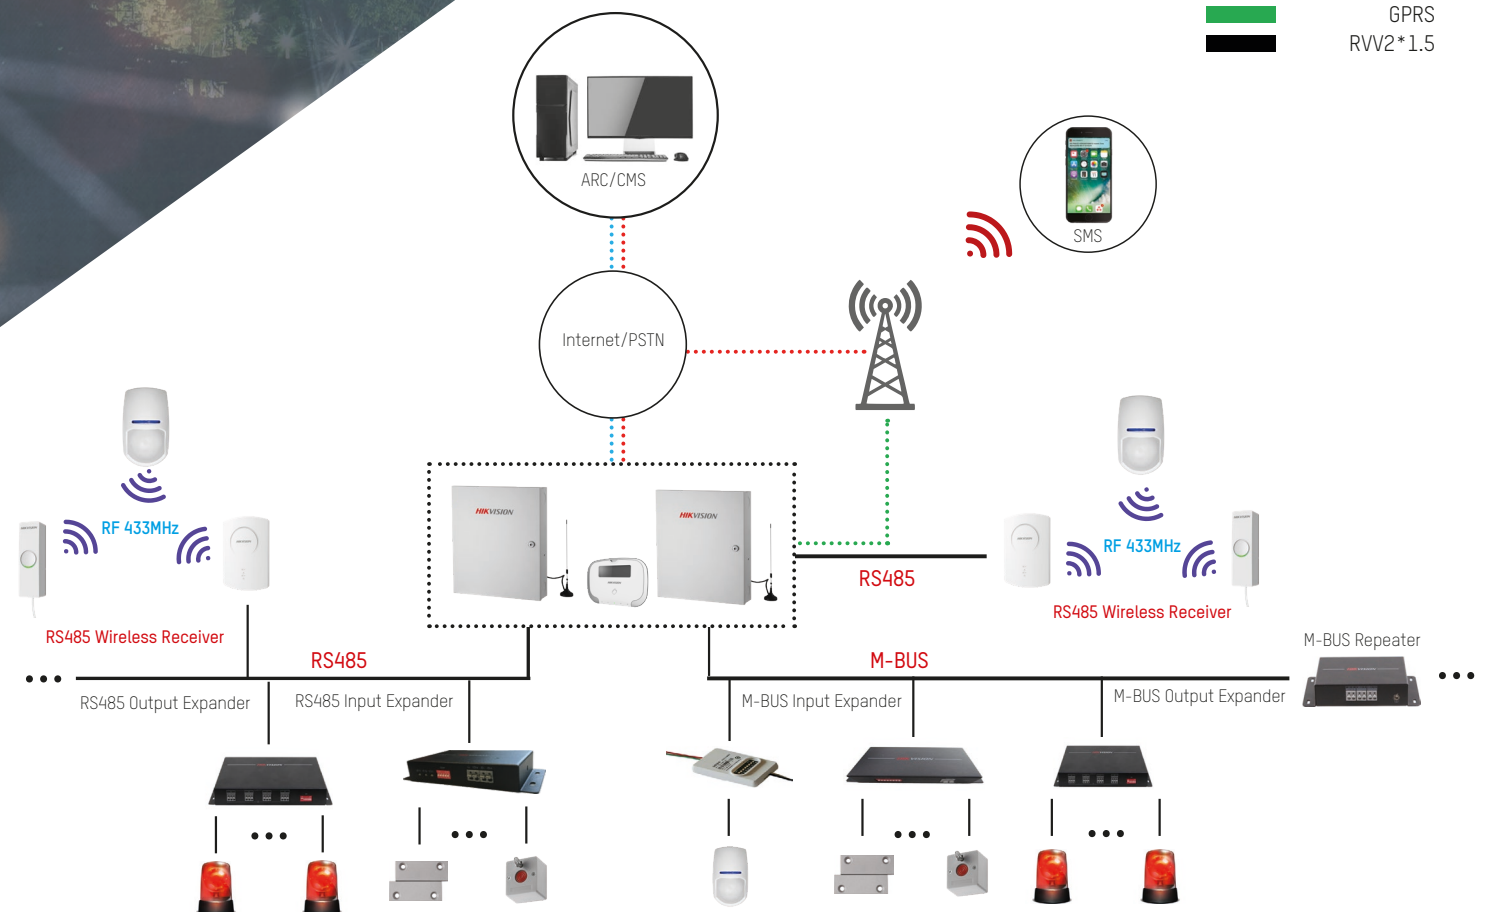 GPRS
RVV2*1.5
ARC/CMS
SMS
Internet/PSTN
HIKVISION
HIKVISION
RF 433MHz
RF 433MHz
RS485
RS485 Wireless Receiver
RS485 Wireless Receiver
M-BUS Repeater
RS485
M-BUS
RS485 Output Expander
RS485 Input Expander
M-BUS Input Expander
M-BUS Output Expander